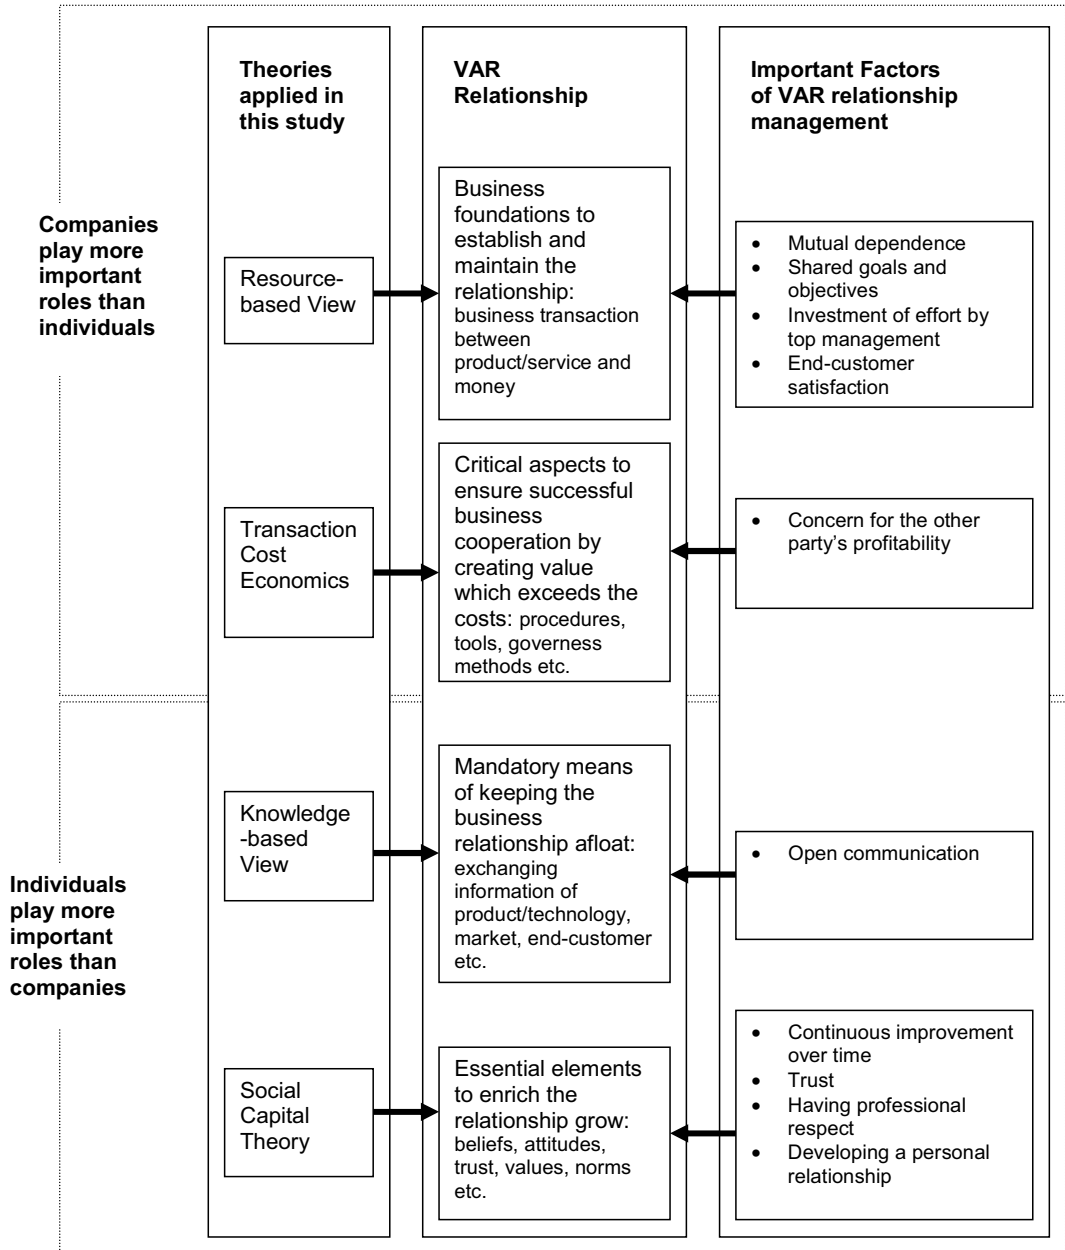 Theories
applied in
this study
VAR
Relationship
Important Factors
of VAR relationship
management
Companies
play more
important
roles than
individuals
Resource-
based View
Business
foundations to
establish and
maintain the
relationship:
business transaction
between
product/service and
money
• Mutual dependence
• Shared goals and
objectives
• Investment of effort by
top management
• End-customer
satisfaction
Transaction
Cost
Economics
Critical aspects to
ensure successful
business
cooperation by
creating value
which exceeds the
costs: procedures,
tools, governess
methods etc.
• Concern for the other
party's profitability
Individuals
play more
important
roles than
companies
Knowledge
-based
View
Mandatory means
of keeping the
business
relationship afloat:
exchanging
information of
product/technology,
market, end-customer
etc.
• Open communication
Social
Capital
Theory
Essential elements
to enrich the
relationship grow:
beliefs, attitudes,
trust, values, norms
etc.
• Continuous improvement
over time
• Trust
• Having professional
respect
• Developing a personal
relationship